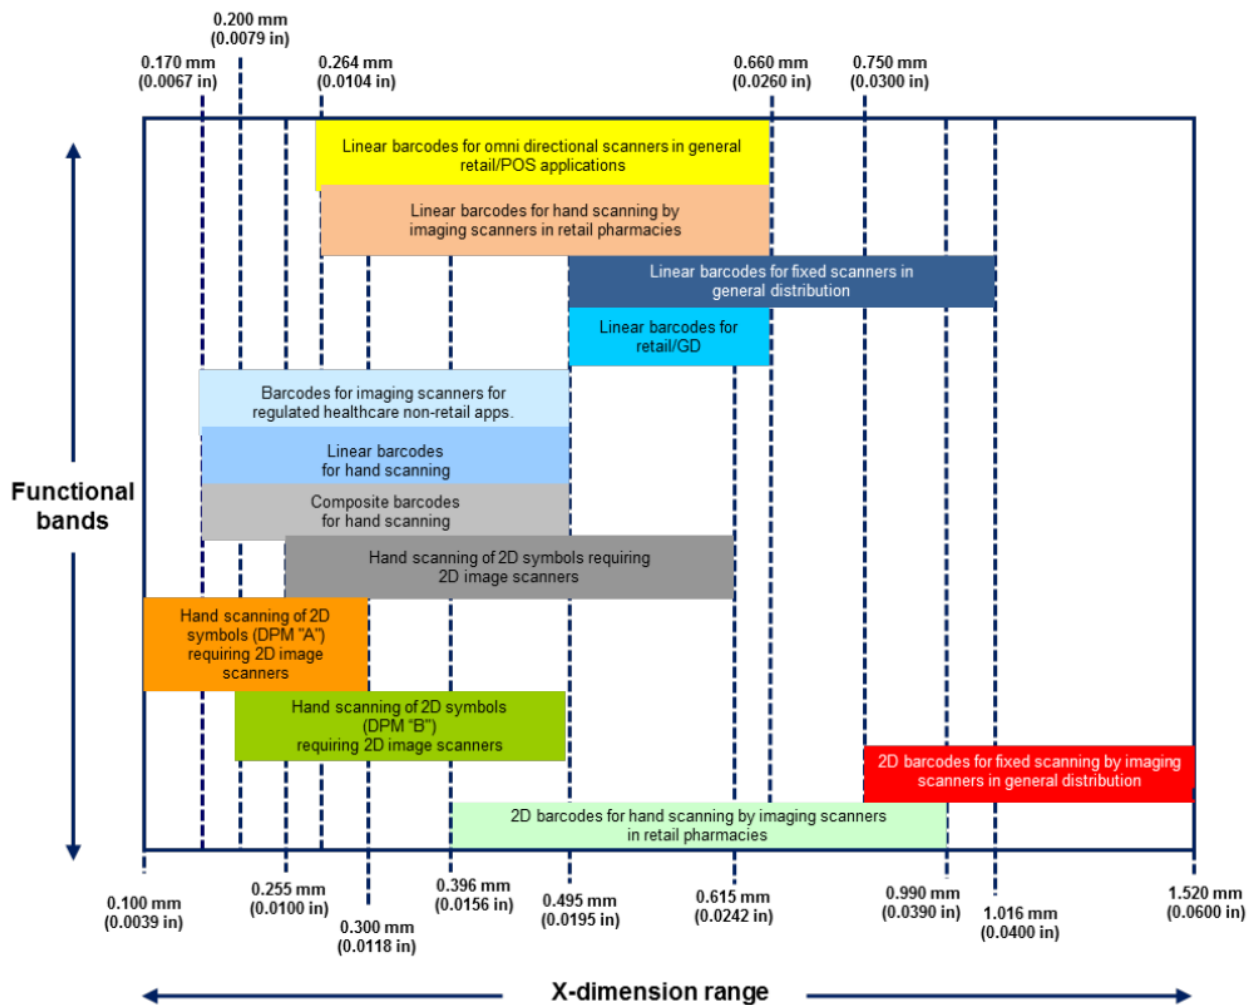 0.200 mm
(0.0079 in)
0.170 mm
(0.0067 in)
0.264 mm
(0.0104 in)
0.660 mm
(0.0260 in)
0.750 mm
(0.0300 in)
Linear barcodes for omni directional scanners in general
retail/POS applications
Linear barcodes for hand scanning by
imaging scanners in retail pharmacies
Linear barcodes for fixed scanners in
general distribution
Linear barcodes for
retail/GD
Barcodes for imaging scanners for
regulated healthcare non-retail apps.
Linear barcodes
for hand scanning
Functional
bands
Composite barcodes
for hand scanning
Hand scanning of 2D symbols requiring
2D image scanners
Hand scanning of 2D
symbols (DPM "A")
requiring 2D image
scanners
Hand scanning of 2D symbols
(DPM "B")
requiring 2D image scanners
2D barcodes for fixed scanning by imaging
scanners in general distribution
2D barcodes for hand scanning by imaging scanners
in retail pharmacies
0.100 mm
(0.0039 in)
0.255 mm
(0.0100 in)
0.300 mm
(0.0118 in)
0.396 mm
(0.0156 in)
0.495 mm
(0.0195 in)
0.615 mm
(0.0242 in)
0.990 mm
(0.0390 in)
1.016 mm
(0.0400 in)
1.520 mm
(0.0600 in)
X-dimension range